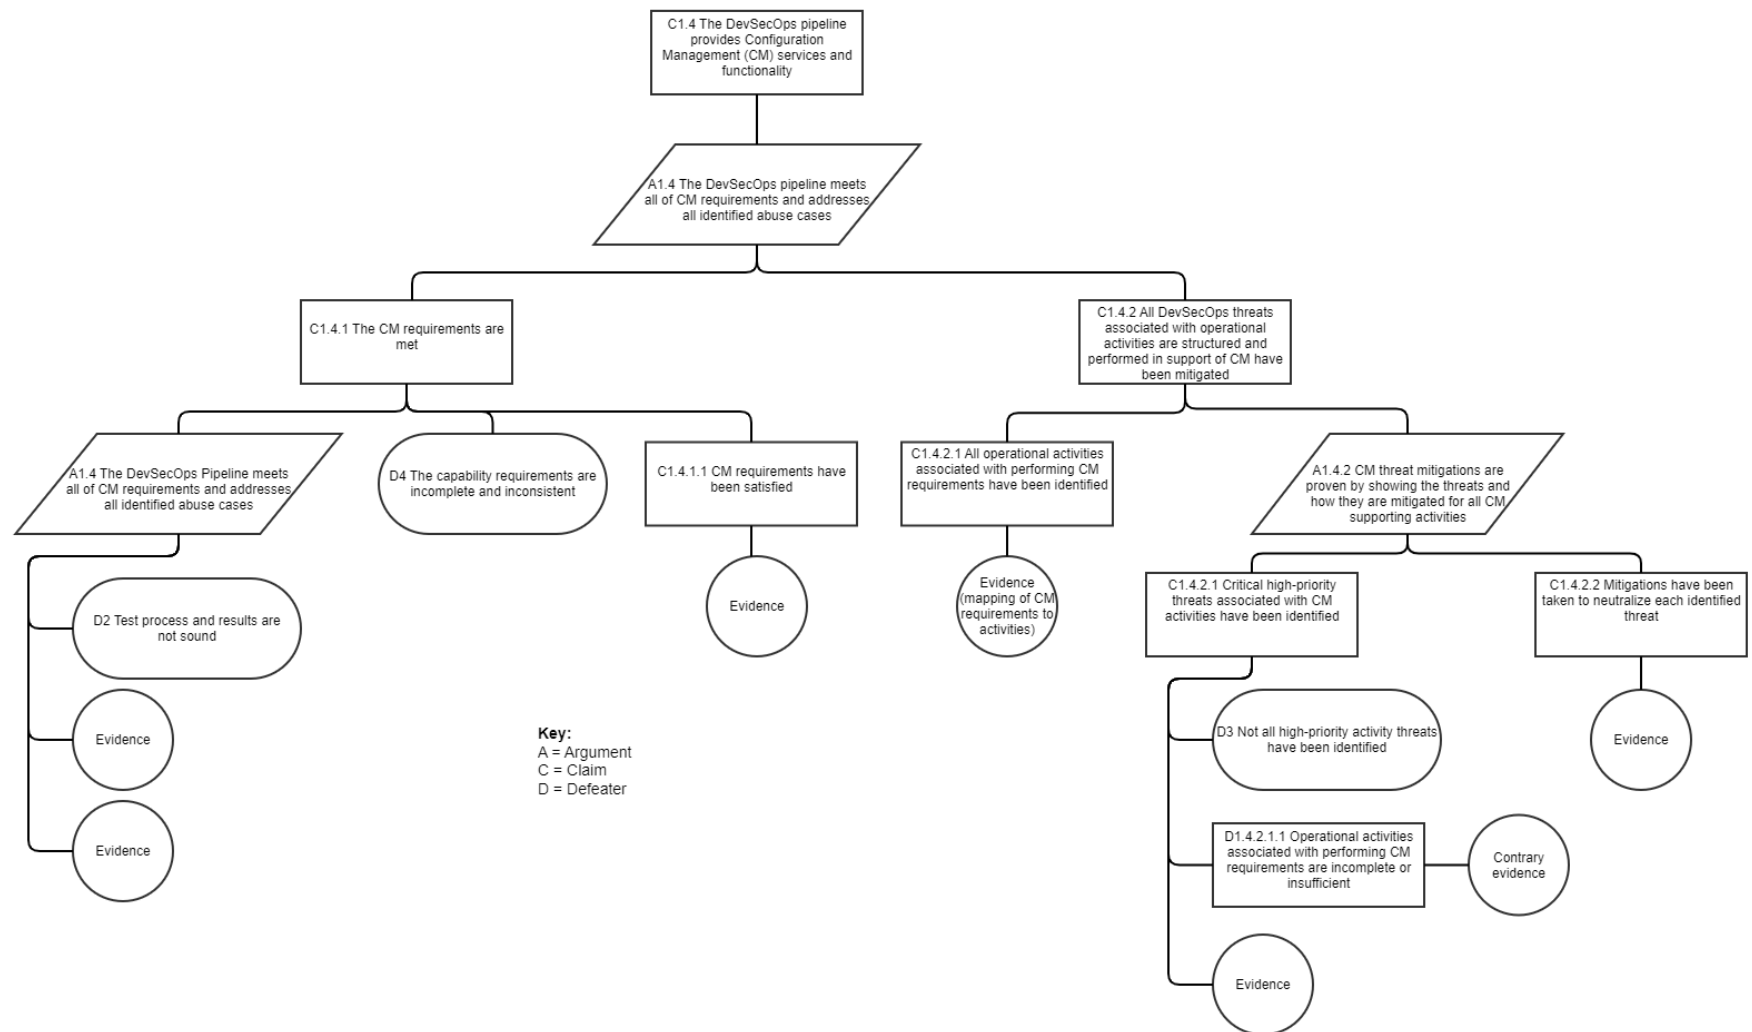 C1.4 The DevSecOps pipeline
provides Configuration
Management (CM) services and
functionality
A1.4 The DevSecOps pipeline meets
all of CM requirements and addresses
all identified abuse cases
C1.4.1 The CM requirements are
met
C1.4.2 All DevSecOps threats
associated with operational
activities are structured and
performed in support of CM have
been mitigated
A1.4 The DevSecOps Pipeline meets
all of CM requirements and addresses
all identified abuse cases
D4 The capability requirements are
incomplete and inconsistent
C1.4.1.1 CM requirements have
been satisfied
C1.4.2.1 All operational activities
associated with performing CM
requirements have been identified
A1.4.2 CM threat mitigations are
proven by showing the threats and
how they are mitigated for all CM
supporting activities
D2 Test process and results are
not sound
Evidence
Evidence
(mapping of CM
requirements to
activities)
C1.4.2.1 Critical high-priority
threats associated with CM
activities have been identified
C1.4.2.2 Mitigations have been
taken to neutralize each identified
threat
Evidence
Evidence
Key:
A = Argument
C = Claim
D = Defeater
D3 Not all high-priority activity threats
have been identified
Evidence
D1.4.2.1.1 Operational activities
associated with performing CM
requirements are incomplete or
insufficient
Contrary
evidence
Evidence